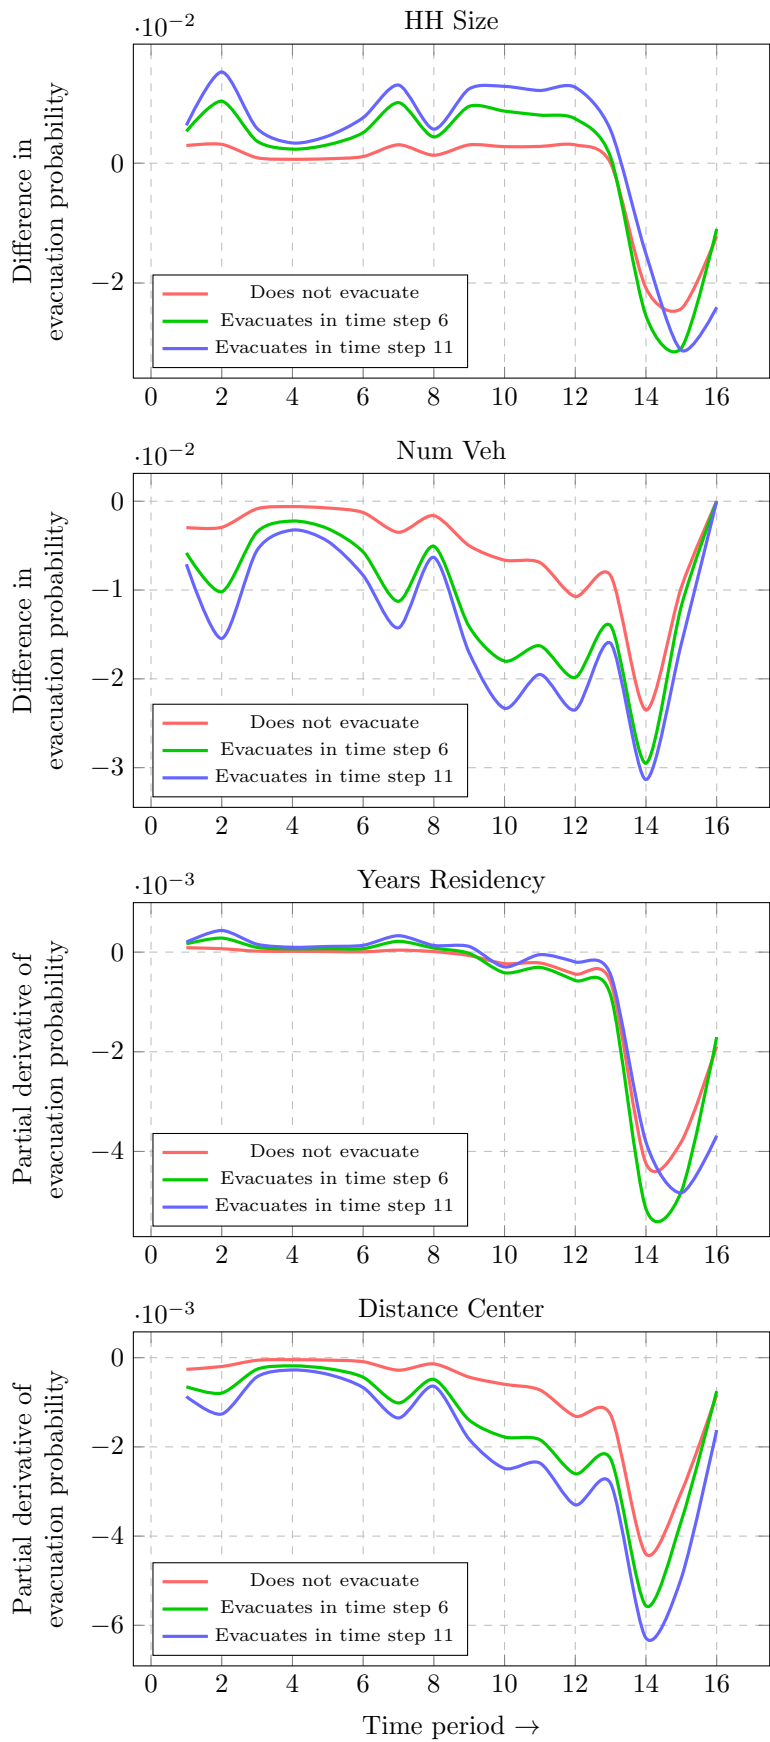 HH Size
·10−2
0
−2
Difference in
evacuation probability
Does not evacuate
Evacuates in time step 6
Evacuates in time step 11
0 2 4 6 8 10 12 14 16
Num Veh
·10−2
0
−1
−2
−3
Difference in
evacuation probability
Does not evacuate
Evacuates in time step 6
Evacuates in time step 11
0 2 4 6 8 10 12 14 16
Years Residency
·10−3
0
−2
−4
Partial derivative of
evacuation probability
Does not evacuate
Evacuates in time step 6
Evacuates in time step 11
0 2 4 6 8 10 12 14 16
Distance Center
·10−3
0
−2
−4
−6
Partial derivative of
evacuation probability
Does not evacuate
Evacuates in time step 6
Evacuates in time step 11
0 2 4 6 8 10 12 14 16
Time period →